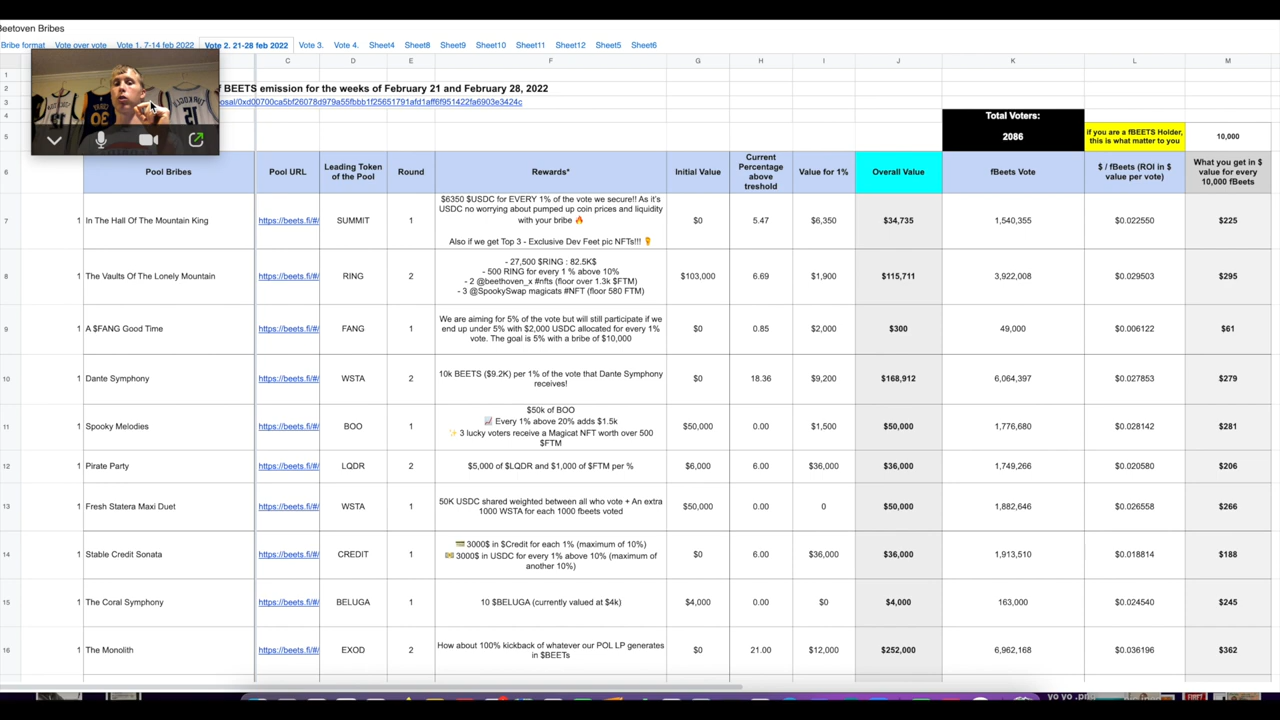 Beetoven Bribes
Bribe format Vote over vote Vote 1. 7-14 feb 2022 Vote 2. 21-28 feb 2022 Vote 3. Vote 4. Sheet4 Sheet8 Sheet9 Sheet10 Sheet11 Sheet12 Sheet5 Sheet6
C D E F G H I J K L M
1
2 BEETS emission for the weeks of February 21 and February 28, 2022
3 osal/0xd00700ca5bf26078d979a55fbbb1f25651791afd1aff6f951422fa6903e3424c
4 Total Voters:
5 2086 if you are a fBEETS Holder, this is what matter to you 10,000
6 Pool Bribes Pool URL Leading Token of the Pool Round Rewards* Initial Value Current Percentage above treshold Value for 1% Overall Value fBeets Vote $ / fBeets (ROI in $ value per vote) What you get in $ value for every 10,000 fBeets
7 1 In The Hall Of The Mountain King https://beets.fi/#/ SUMMIT 1 $6350 $USDC for EVERY 1% of the vote we secure!! As it's
USDC no worrying about pumped up coin prices and liquidity
with your bribe 🔥
Also if we get Top 3 - Exclusive Dev Feet pic NFTs!!! $0 5.47 $6,350 $34,735 1,540,355 $0.022550 $225
8 1 The Vaults Of The Lonely Mountain https://beets.fi/#/ RING 2 - 27,500 $RING : 82.5K$
- 500 RING for every 1 % above 10%
- 2 @beethoven_x #nfts (floor over 1.3k $FTM)
- 3 @SpookySwap magicats #NFT (floor 580 FTM) $103,000 6.69 $1,900 $115,711 3,922,008 $0.029503 $295
9 1 A $FANG Good Time https://beets.fi/#/ FANG 1 We are aiming for 5% of the vote but will still participate if we
end up under 5% with $2,000 USDC allocated for every 1%
vote. The goal is 5% with a bribe of $10,000 $0 0.85 $2,000 $300 49,000 $0.006122 $61
10 1 Dante Symphony https://beets.fi/#/ WSTA 2 10k BEETS ($9.2K) per 1% of the vote that Dante Symphony
receives! $0 18.36 $9,200 $168,912 6,064,397 $0.027853 $279
11 1 Spooky Melodies https://beets.fi/#/ BOO 1 $50k of BOO
📈 Every 1% above 20% adds $1.5k
✨ 3 lucky voters receive a Magicat NFT worth over 500
$FTM $50,000 0.00 $1,500 $50,000 1,776,680 $0.028142 $281
12 1 Pirate Party https://beets.fi/#/ LQDR 2 $5,000 of $LQDR and $1,000 of $FTM per % $6,000 6.00 $36,000 $36,000 1,749,266 $0.020580 $206
13 1 Fresh Statera Maxi Duet https://beets.fi/#/ WSTA 1 50K USDC shared weighted between all who vote + An extra
1000 WSTA for each 1000 fbeets voted $50,000 0.00 0 $50,000 1,882,646 $0.026558 $266
14 1 Stable Credit Sonata https://beets.fi/#/ CREDIT 1 💳 3000$ in $Credit for each 1% (maximum of 10%)
💵 3000$ in USDC for every 1% above 10% (maximum of
another 10%) $0 6.00 $36,000 $36,000 1,913,510 $0.018814 $188
15 1 The Coral Symphony https://beets.fi/#/ BELUGA 1 10 $BELUGA (currently valued at $4k) $4,000 0.00 $0 $4,000 163,000 $0.024540 $245
16 1 The Monolith https://beets.fi/#/ EXOD 2 How about 100% kickback of whatever our POL LP generates
in $BEETs $0 21.00 $12,000 $252,000 6,962,168 $0.036196 $362